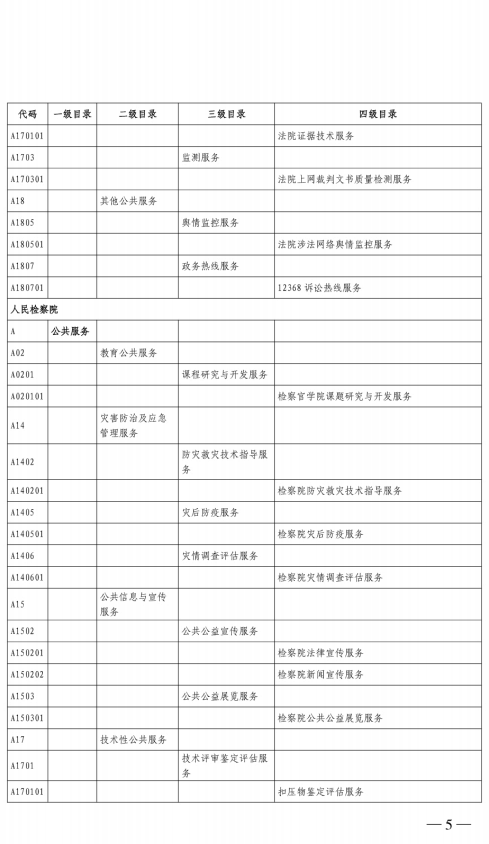 代码 一级目录 二级目录 三级目录 四级目录
A170101 法院证据技术服务
A1703 监测服务
A170301 法院上网裁判文书质量检测服务
A18 其他公共服务
A1805 舆情监控服务
A180501 法院涉法网络舆情监控服务
A1807 政务热线服务
A180701 12368 诉讼热线服务
人民检察院
A 公共服务
A02 教育公共服务
A0201 课程研究与开发服务
A020101 检察官学院课题研究与开发服务
A14 灾害防治及应急
管理服务
A1402 防灾救灾技术指导服
务
A140201 检察院防灾救灾技术指导服务
A1405 灾后防疫服务
A140501 检察院灾后防疫服务
A1406 灾情调查评估服务
A140601 检察院灾情调查评估服务
A15 公共信息与宣传
服务
A1502 公共公益宣传服务
A150201 检察院法律宣传服务
A150202 检察院新闻宣传服务
A1503 公共公益展览服务
A150301 检察院公共公益展览服务
A17 技术性公共服务
A1701 技术评审鉴定评估服
务
A170101 扣压物鉴定评估服务
— 5 —